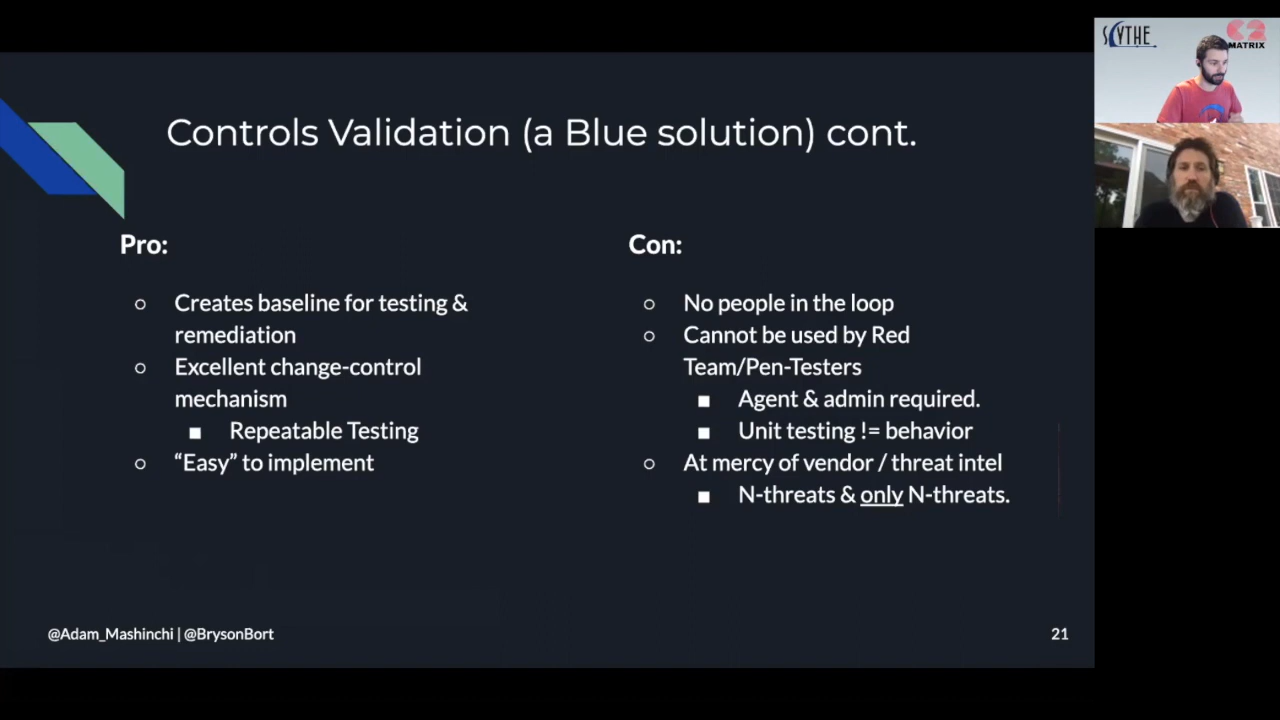 Controls Validation (a Blue solution) cont.
Pro:
Creates baseline for testing &
remediation
Excellent change-control
mechanism
Repeatable Testing
“Easy” to implement
Con:
No people in the loop
Cannot be used by Red
Team/Pen-Testers
Agent & admin required.
Unit testing != behavior
At mercy of vendor / threat intel
N-threats & only N-threats.
@Adam_Mashinchi | @BrysonBort
21
SCYTHE
C2
MATRIX